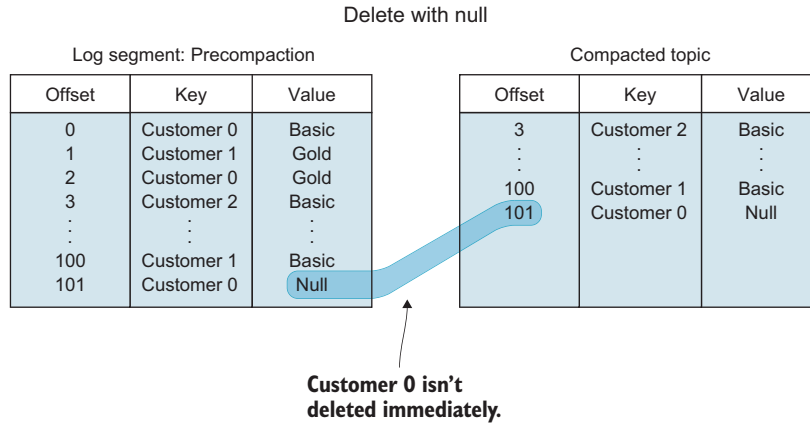 Delete with null
Log segment: Precompaction
Offset Key Value
0 Customer 0 Basic
1 Customer 1 Gold
2 Customer 0 Gold
3 Customer 2 Basic
. . .
. . .
. . .
100 Customer 1 Basic
101 Customer 0 Null
Compacted topic
Offset Key Value
3 Customer 2 Basic
. . .
. . .
. . .
100 Customer 1 Basic
101 Customer 0 Null
Customer 0 isn't
deleted immediately.